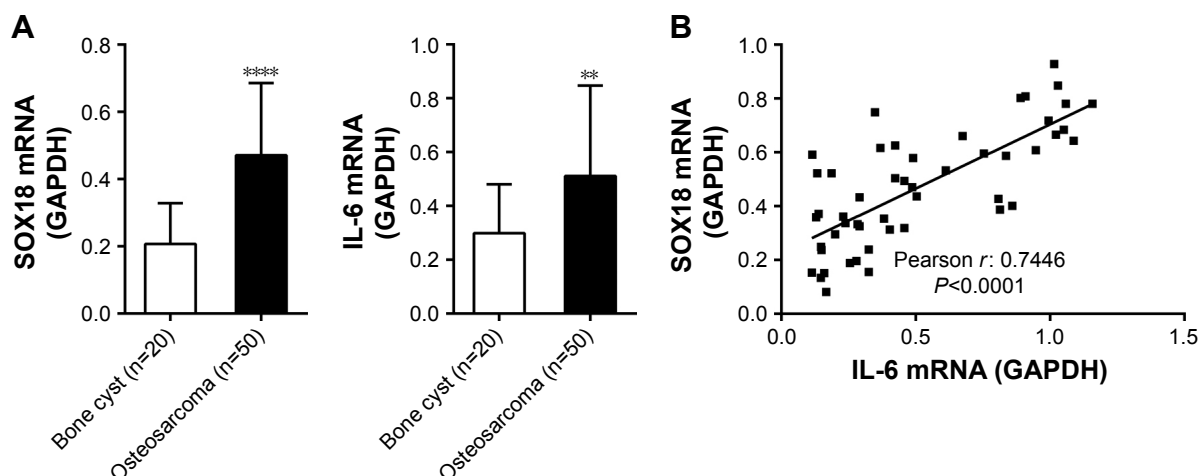 A
SOX18 mRNA
(GAPDH)
0.8
0.6
0.4
0.2
0.0
****
Bone cyst (n=20)
Osteosarcoma (n=50)
IL-6 mRNA
(GAPDH)
1.0
0.8
0.6
0.4
0.2
0.0
**
Bone cyst (n=20)
Osteosarcoma (n=50)
B
SOX18 mRNA
(GAPDH)
1.0
0.8
0.6
0.4
0.2
0.0
Pearson r: 0.7446
P<0.0001
0.0 0.5 1.0 1.5
IL-6 mRNA (GAPDH)